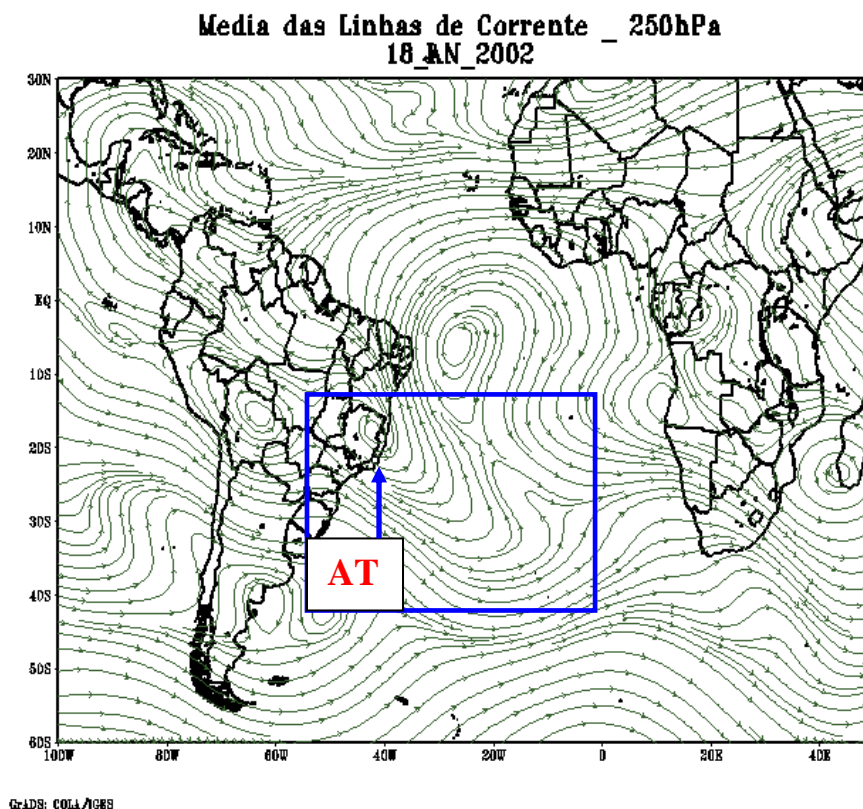 Media das Linhas de Corrente _ 250hPa
18_JAN_2002
30N
20N
10N
EQ
10S
20S
30S
40S
50S
60S
AT
100W 80W 60W 40W 20W 0 20E 40E
GrADS: COLA/IGES